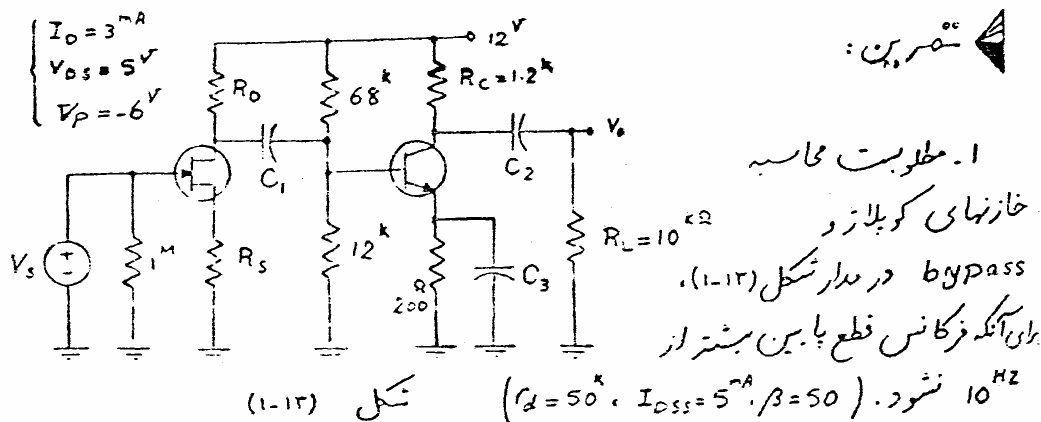 تمرین:
I_D = 3 mA
V_DS = 5 V
V_P = -6 V
12 V
R_D
68 k
R_C = 1.2 k
C_1
C_2
V_o
V_s
1 M
R_S
12 k
200 Ω
C_3
R_L = 10 kΩ
۱. مطلوبست محاسبه
خازنهای کوپلاژ و
bypass در مدار شکل (۱۳-۱)،
برای آنکه فرکانس قطع پایین بیشتر از
10 HZ نشود. (r_d = 50 k، I_DSS = 5 mA، β = 50)
شکل (۱۳-۱)